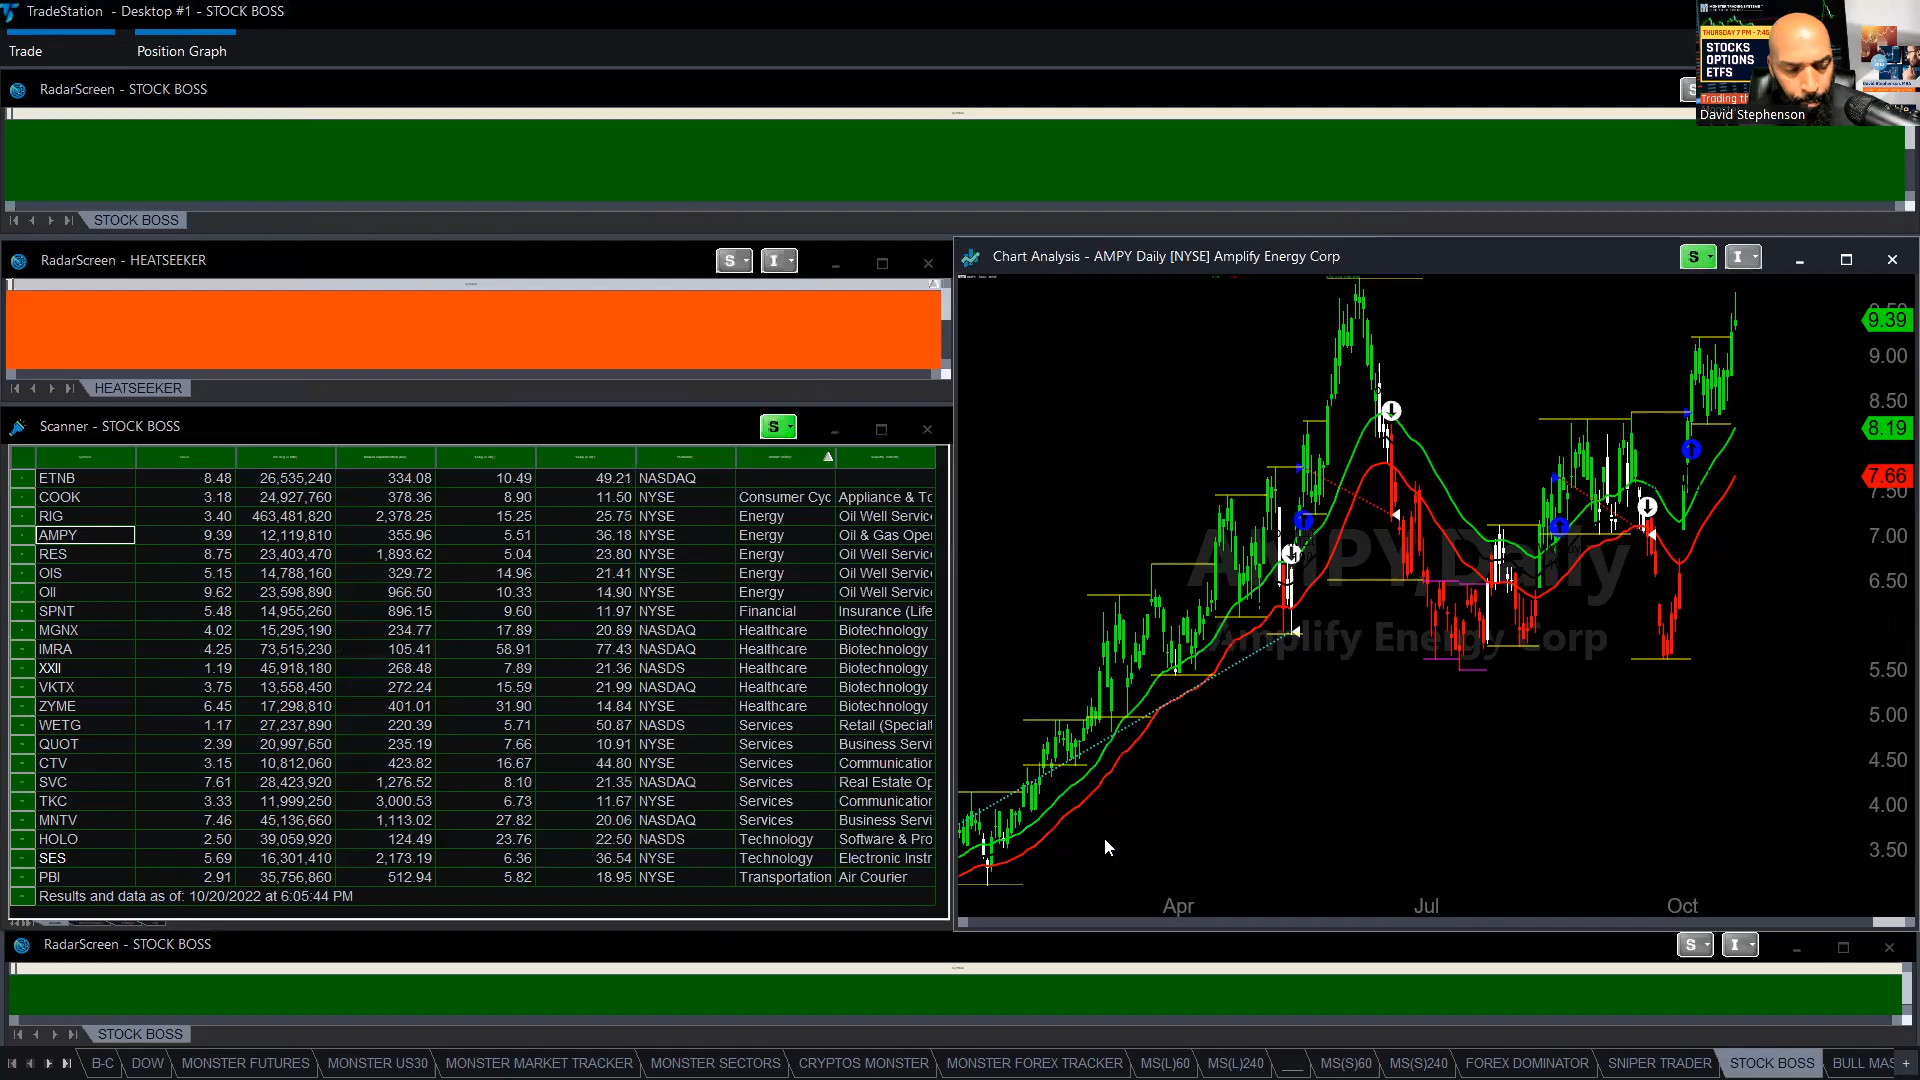 TradeStation - Desktop #1 - STOCK BOSS
Trade Position Graph
THURSDAY 7 PM - 7:45
STOCKS
OPTIONS
ETFS
Trading th
David Stephenson
RadarScreen - STOCK BOSS
STOCK BOSS
RadarScreen - HEATSEEKER S I
HEATSEEKER
Scanner - STOCK BOSS S
ETNB 8.48 26,535,240 334.08 10.49 49.21 NASDAQ
COOK 3.18 24,927,760 378.36 8.90 11.50 NYSE Consumer Cyc Appliance & To
RIG 3.40 463,481,820 2,378.25 15.25 25.75 NYSE Energy Oil Well Service
AMPY 9.39 12,119,810 355.96 5.51 36.18 NYSE Energy Oil & Gas Oper
RES 8.75 23,403,470 1,893.62 5.04 23.80 NYSE Energy Oil Well Service
OIS 5.15 14,788,160 329.72 14.96 21.41 NYSE Energy Oil Well Service
OII 9.62 23,598,890 966.50 10.33 14.90 NYSE Energy Oil Well Service
SPNT 5.48 14,955,260 896.15 9.60 11.97 NYSE Financial Insurance (Life
MGNX 4.02 15,295,190 234.77 17.89 20.89 NASDAQ Healthcare Biotechnology
IMRA 4.25 73,515,230 105.41 58.91 77.43 NASDAQ Healthcare Biotechnology
XXII 1.19 45,918,180 268.48 7.89 21.36 NASDS Healthcare Biotechnology
VKTX 3.75 13,558,450 272.24 15.59 21.99 NASDAQ Healthcare Biotechnology
ZYME 6.45 17,298,810 401.01 31.90 14.84 NYSE Healthcare Biotechnology
WETG 1.17 27,237,890 220.39 5.71 50.87 NASDS Services Retail (Special
QUOT 2.39 20,997,650 235.19 7.66 10.91 NYSE Services Business Servi
CTV 3.15 10,812,060 423.82 16.67 44.80 NYSE Services Communication
SVC 7.61 28,423,920 1,276.52 8.10 21.35 NASDAQ Services Real Estate Op
TKC 3.33 11,999,250 3,000.53 6.73 11.67 NYSE Services Communication
MNTV 7.46 45,136,660 1,113.02 27.82 20.06 NASDAQ Services Business Servi
HOLO 2.50 39,059,920 124.49 23.76 22.50 NASDS Technology Software & Pro
SES 5.69 16,301,410 2,173.19 6.36 36.54 NYSE Technology Electronic Instr
PBI 2.91 35,756,860 512.94 5.82 18.95 NYSE Transportation Air Courier
Results and data as of: 10/20/2022 at 6:05:44 PM
Chart Analysis - AMPY Daily [NYSE] Amplify Energy Corp S I
9.50
9.39
9.00
8.50
8.19
7.66
7.50
7.00
6.50
5.50
5.00
4.50
4.00
3.50
AMPY Daily
Amplify Energy Corp
Apr Jul Oct
RadarScreen - STOCK BOSS S I
STOCK BOSS
B-C DOW MONSTER FUTURES MONSTER US30 MONSTER MARKET TRACKER MONSTER SECTORS CRYPTOS MONSTER MONSTER FOREX TRACKER MS(L)60 MS(L)240 ___ MS(S)60 MS(S)240 FOREX DOMINATOR SNIPER TRADER STOCK BOSS BULL MAS +